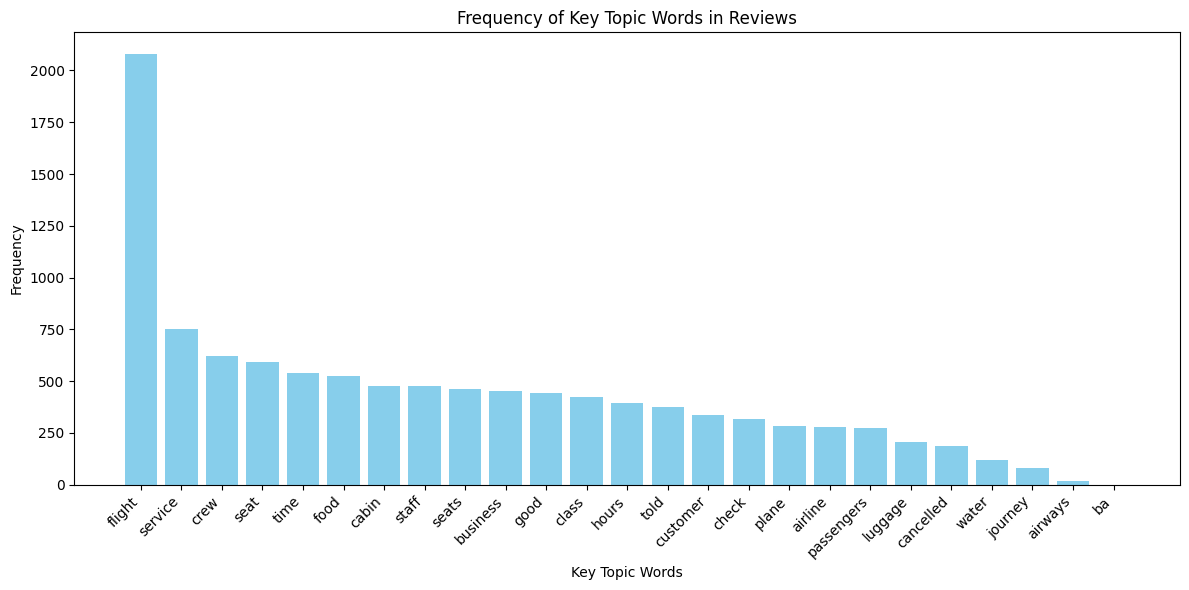 Frequency of Key Topic Words in Reviews
Frequency
2000
1750
1500
1250
1000
750
500
250
0
flight
service
crew
seat
time
food
cabin
staff
seats
business
good
class
hours
told
customer
check
plane
airline
passengers
luggage
cancelled
water
journey
airways
ba
Key Topic Words